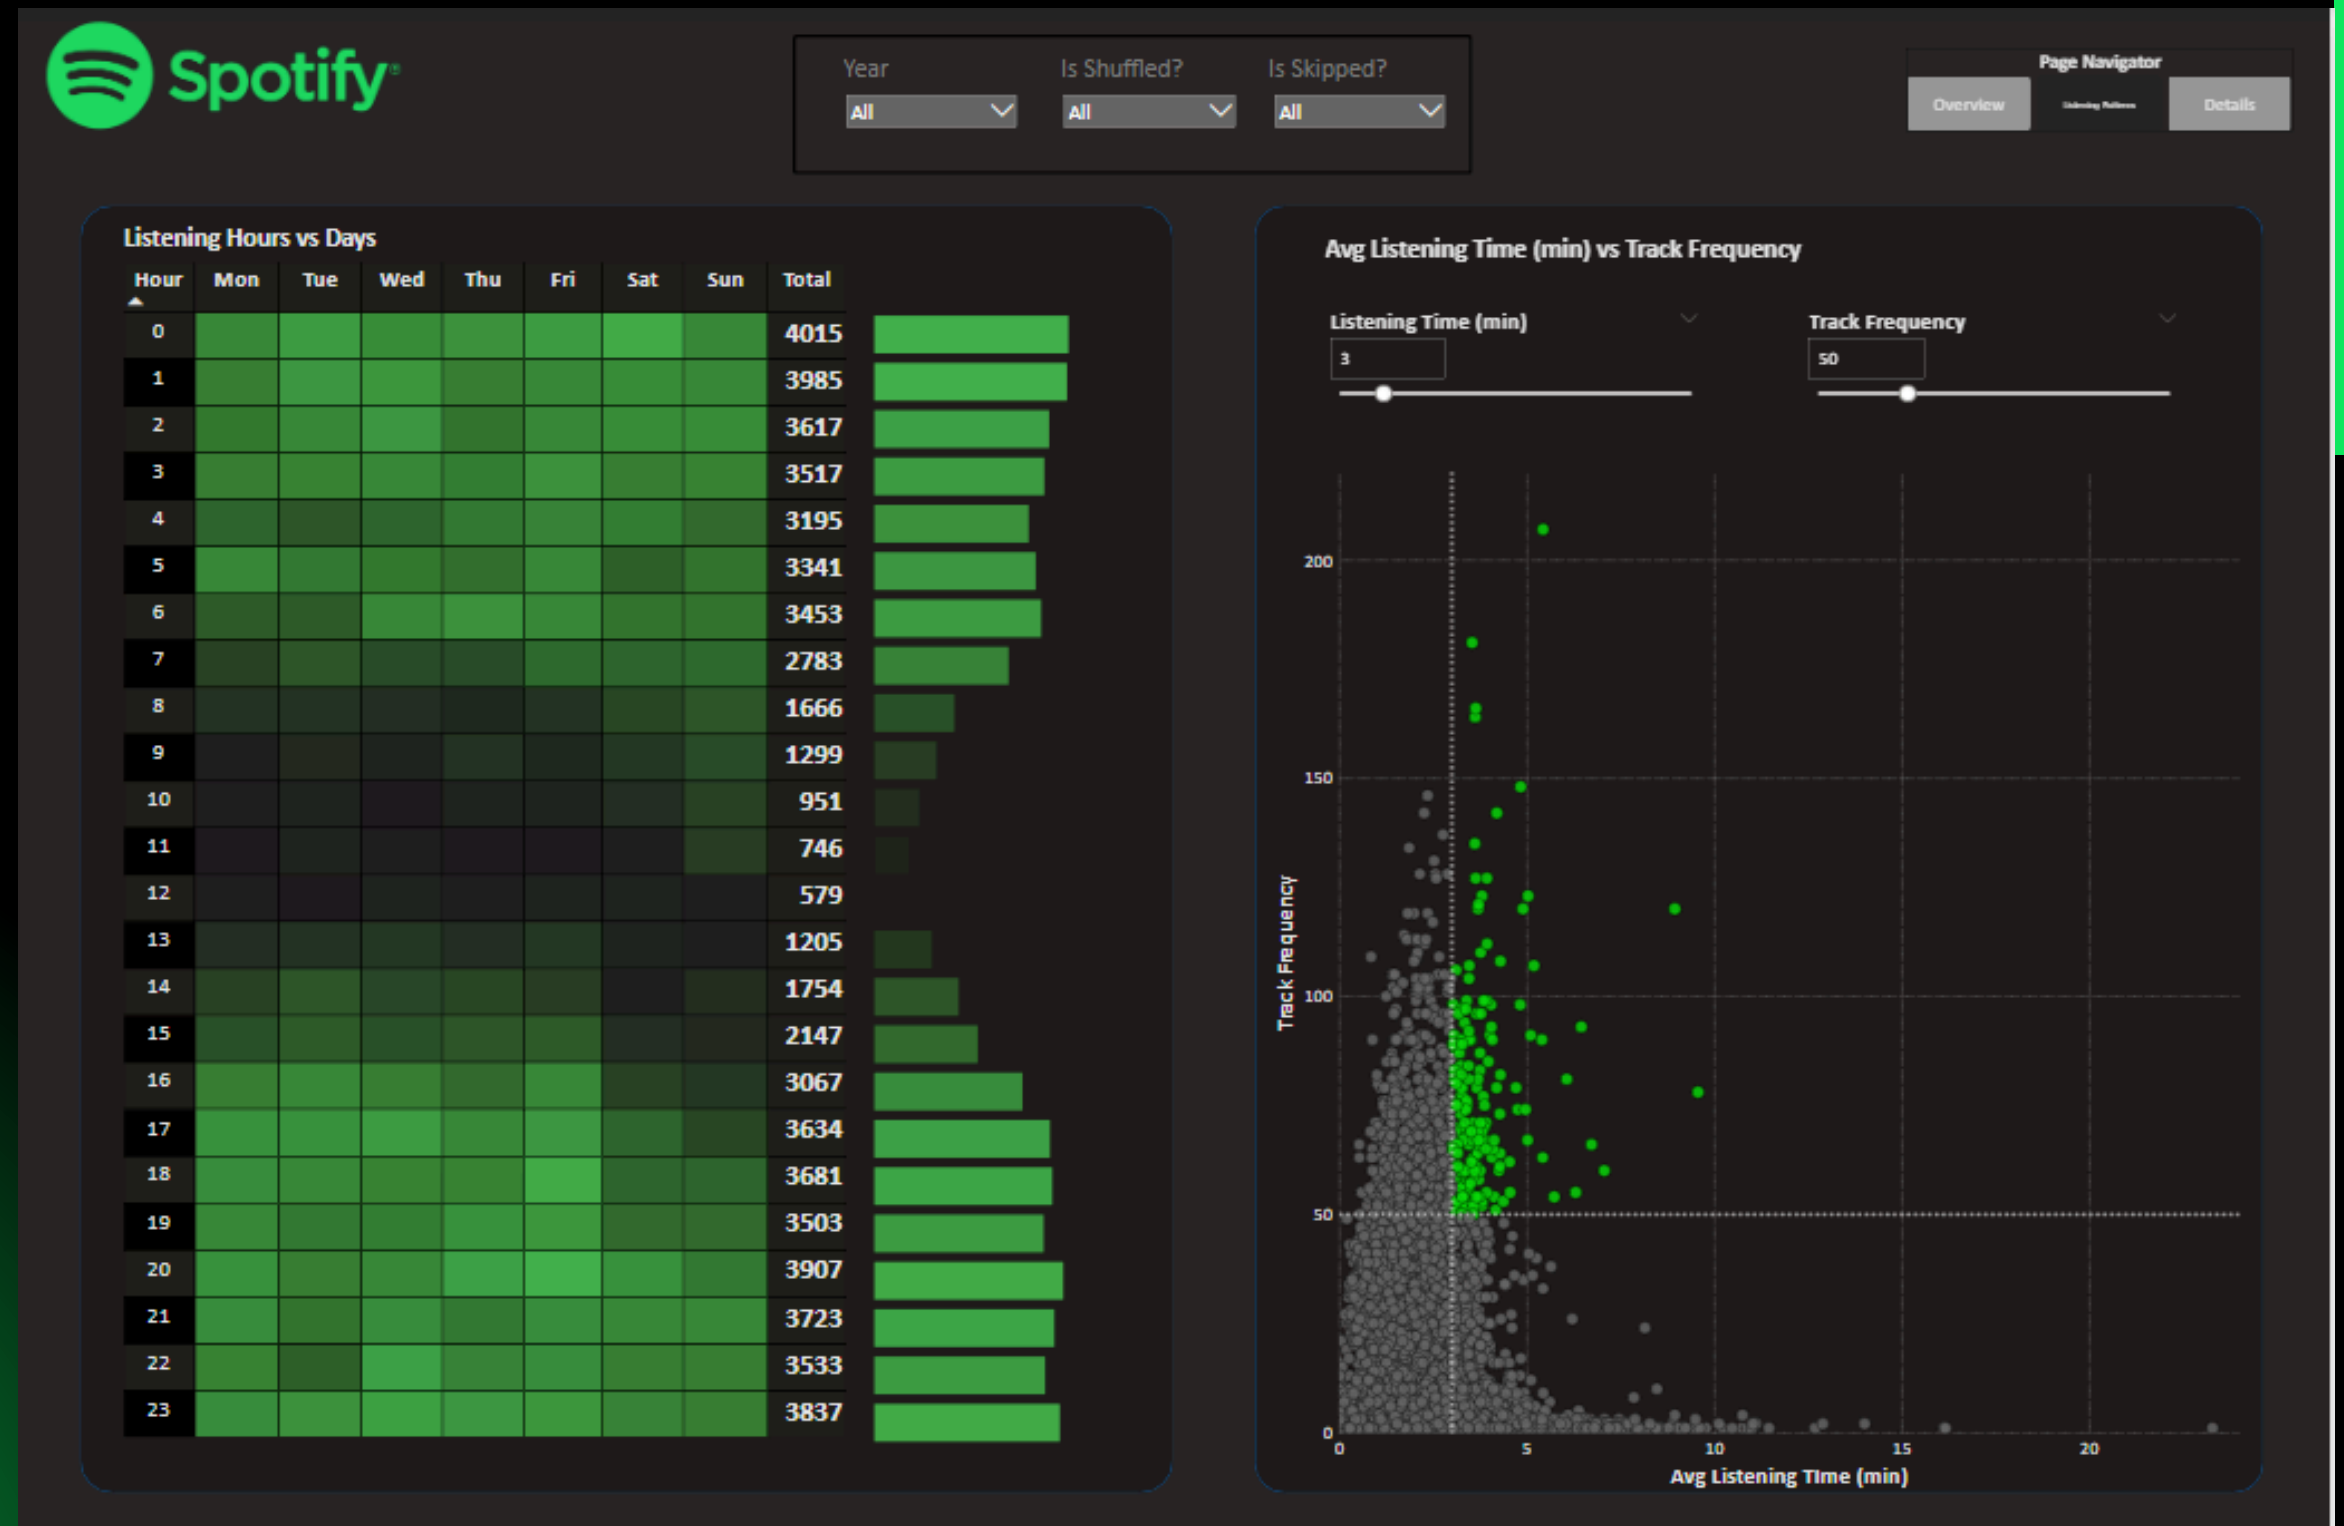 Spotify®
Year Is Shuffled? Is Skipped?
All All All
Page Navigator
Overview Listening Patterns Details
Listening Hours vs Days
Hour Mon Tue Wed Thu Fri Sat Sun Total
0 4015
1 3985
2 3617
3 3517
4 3195
5 3341
6 3453
7 2783
8 1666
9 1299
10 951
11 746
12 579
13 1205
14 1754
15 2147
16 3067
17 3634
18 3681
19 3503
20 3907
21 3723
22 3533
23 3837
Avg Listening Time (min) vs Track Frequency
Listening Time (min) Track Frequency
3 50
200
150
100
50
0
Track Frequency
0 5 10 15 20
Avg Listening TIme (min)